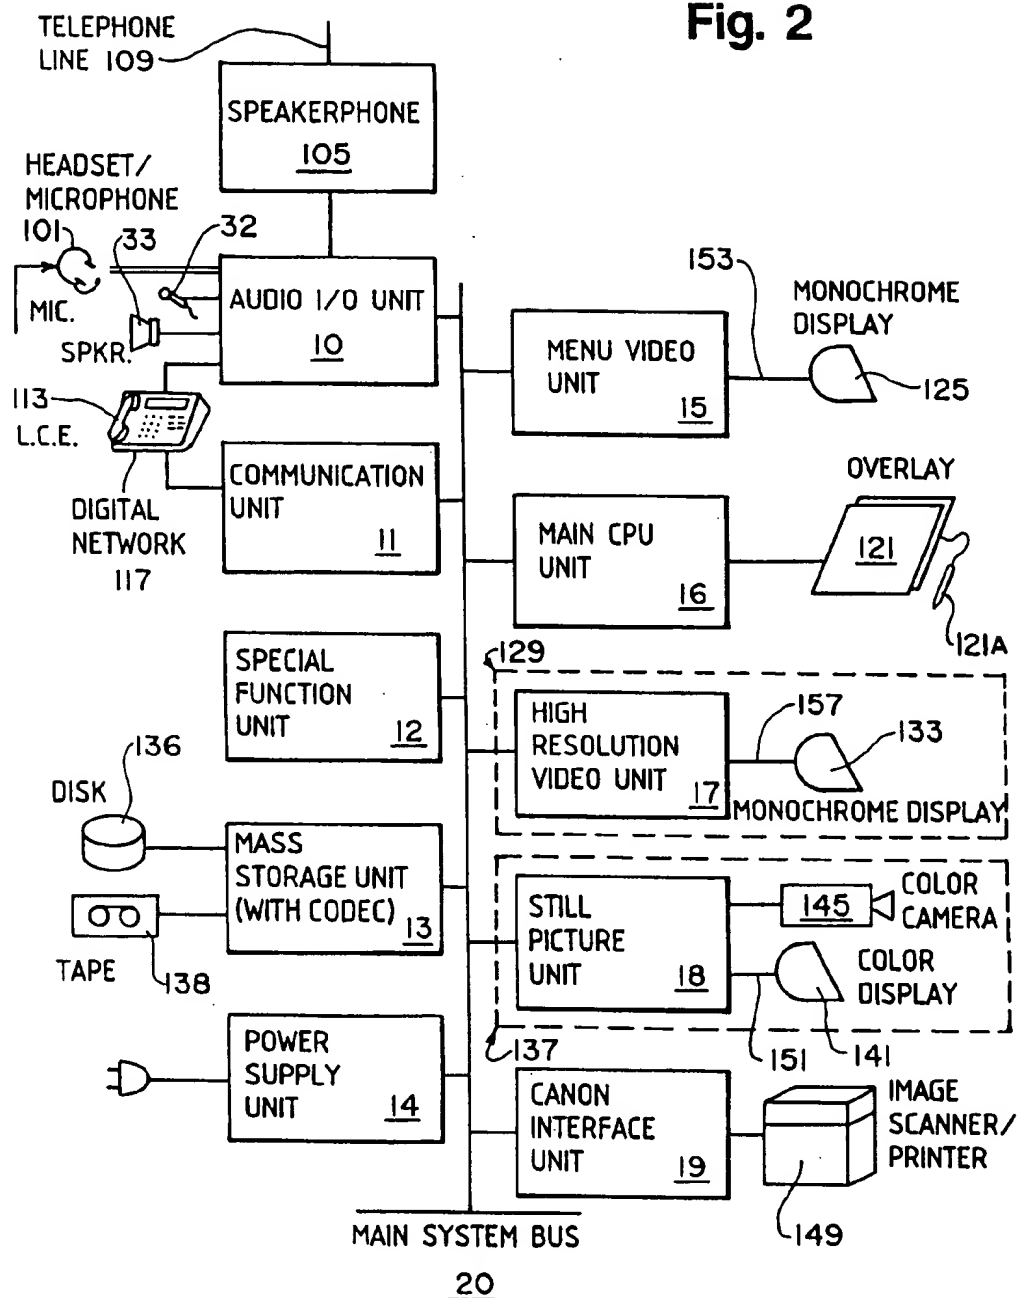 Fig. 2
TELEPHONE
LINE 109
SPEAKERPHONE
105
HEADSET/
MICROPHONE
101
33
32
MIC.
SPKR.
AUDIO I/O UNIT
10
113
L.C.E.
DIGITAL
NETWORK
117
COMMUNICATION
UNIT
11
SPECIAL
FUNCTION
UNIT
12
136
DISK
MASS
STORAGE UNIT
(WITH CODEC)
13
TAPE
138
POWER
SUPPLY
UNIT
14
153
MONOCHROME
DISPLAY
MENU VIDEO
UNIT
15
125
OVERLAY
MAIN CPU
UNIT
16
121
121A
129
HIGH
RESOLUTION
VIDEO UNIT
17
157
133
MONOCHROME DISPLAY
STILL
PICTURE
UNIT
18
145
COLOR
CAMERA
COLOR
DISPLAY
137
151
141
CANON
INTERFACE
UNIT
19
IMAGE
SCANNER/
PRINTER
149
MAIN SYSTEM BUS
20